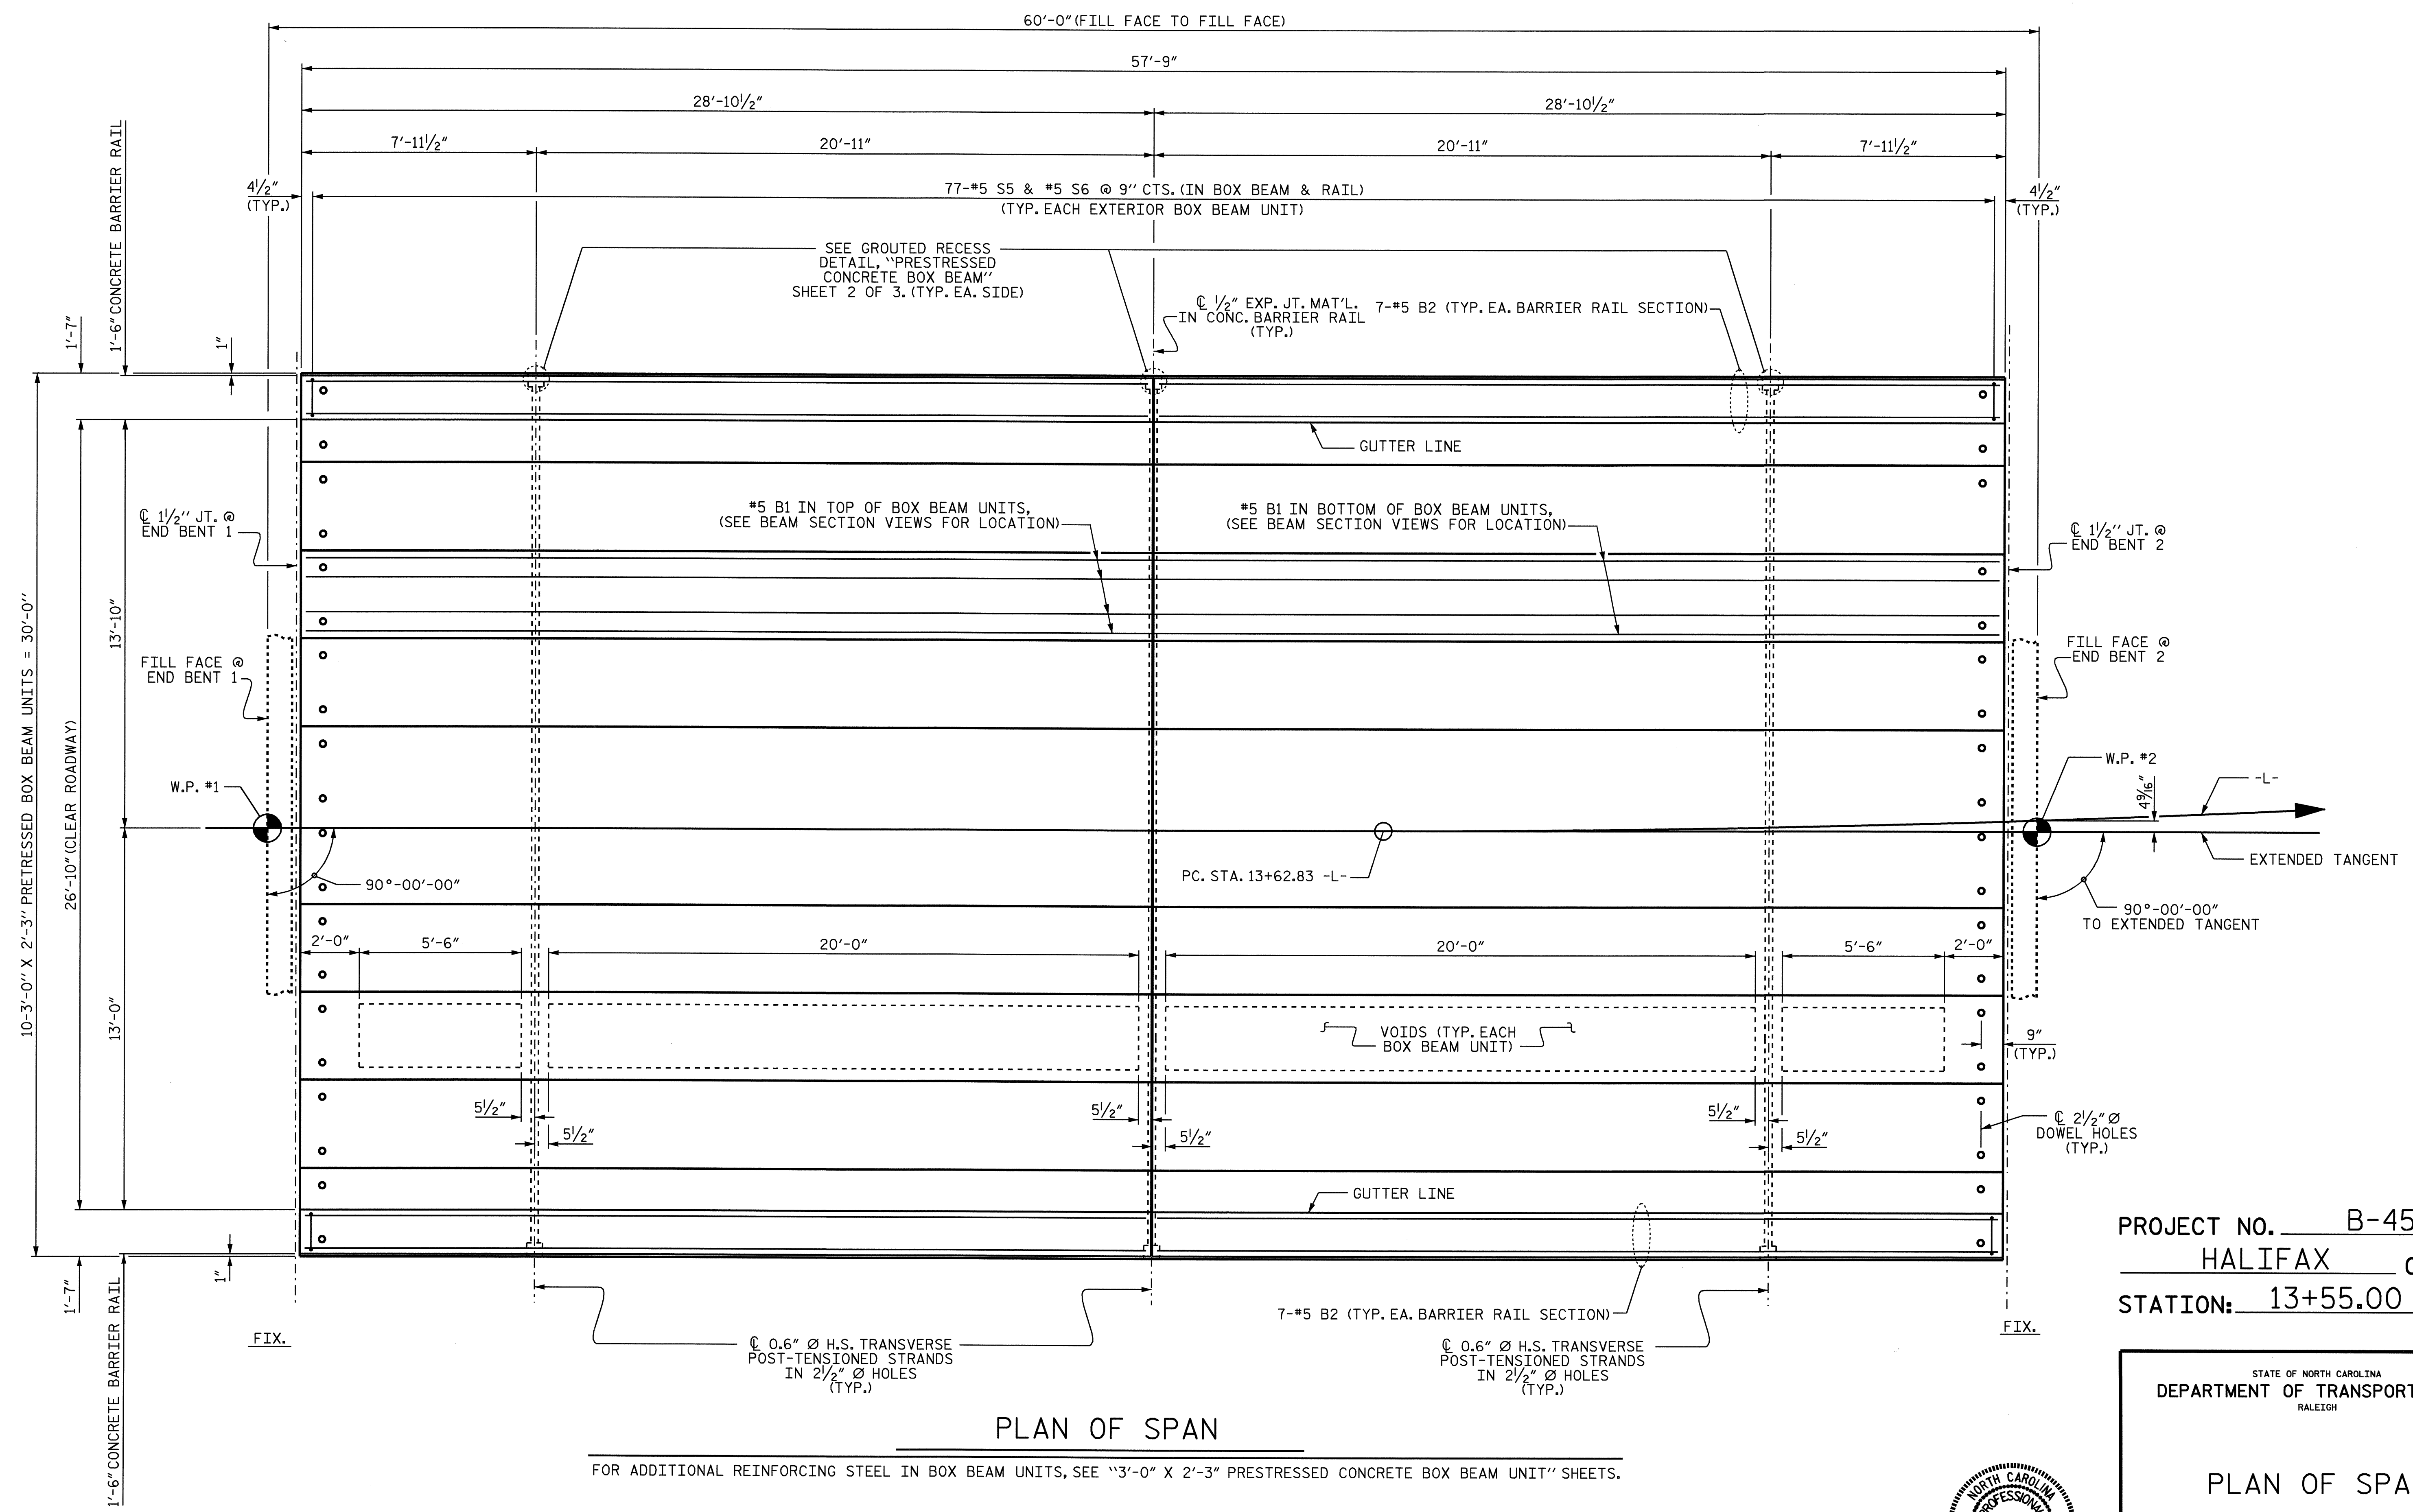 60'-0" (FILL FACE TO FILL FACE)
57'-9"
28'-10½"
28'-10½"
7'-11½"
20'-11"
20'-11"
7'-11½"
4½"
(TYP.)
77-#5 S5 & #5 S6 @ 9" CTS. (IN BOX BEAM & RAIL)
(TYP. EACH EXTERIOR BOX BEAM UNIT)
4½"
(TYP.)
1'-6" CONCRETE BARRIER RAIL
1'-7"
1"
SEE GROUTED RECESS
DETAIL, "PRESTRESSED
CONCRETE BOX BEAM"
SHEET 2 OF 3. (TYP. EA. SIDE)
℄ ½" EXP. JT. MAT'L.
IN CONC. BARRIER RAIL
(TYP.)
7-#5 B2 (TYP. EA. BARRIER RAIL SECTION)
GUTTER LINE
℄ 1½" JT. @
END BENT 1
#5 B1 IN TOP OF BOX BEAM UNITS,
(SEE BEAM SECTION VIEWS FOR LOCATION)
#5 B1 IN BOTTOM OF BOX BEAM UNITS,
(SEE BEAM SECTION VIEWS FOR LOCATION)
℄ 1½" JT. @
END BENT 2
10-3'-0" X 2'-3" PRETRESSED BOX BEAM UNITS = 30'-0"
26'-10" (CLEAR ROADWAY)
13'-10"
13'-0"
FILL FACE @
END BENT 1
FILL FACE @
END BENT 2
W.P. #1
W.P. #2
4 9/16"
-L-
90°-00'-00"
PC. STA. 13+62.83 -L-
EXTENDED TANGENT
90°-00'-00"
TO EXTENDED TANGENT
2'-0"
5'-6"
20'-0"
20'-0"
5'-6"
2'-0"
VOIDS (TYP. EACH
BOX BEAM UNIT)
9"
(TYP.)
5½"
5½"
5½"
5½"
5½"
5½"
℄ 2½" Ø
DOWEL HOLES
(TYP.)
GUTTER LINE
1'-7"
1"
1'-6" CONCRETE BARRIER RAIL
7-#5 B2 (TYP. EA. BARRIER RAIL SECTION)
FIX.
FIX.
℄ 0.6" Ø H.S. TRANSVERSE
POST-TENSIONED STRANDS
IN 2½" Ø HOLES
(TYP.)
℄ 0.6" Ø H.S. TRANSVERSE
POST-TENSIONED STRANDS
IN 2½" Ø HOLES
(TYP.)
PLAN OF SPAN
FOR ADDITIONAL REINFORCING STEEL IN BOX BEAM UNITS, SEE "3'-0" X 2'-3" PRESTRESSED CONCRETE BOX BEAM UNIT" SHEETS.
PROJECT NO. B-45
HALIFAX
STATION: 13+55.00
STATE OF NORTH CAROLINA
DEPARTMENT OF TRANSPORT
RALEIGH
PLAN OF SPA
NORTH CAROLINA
PROFESSIONAL